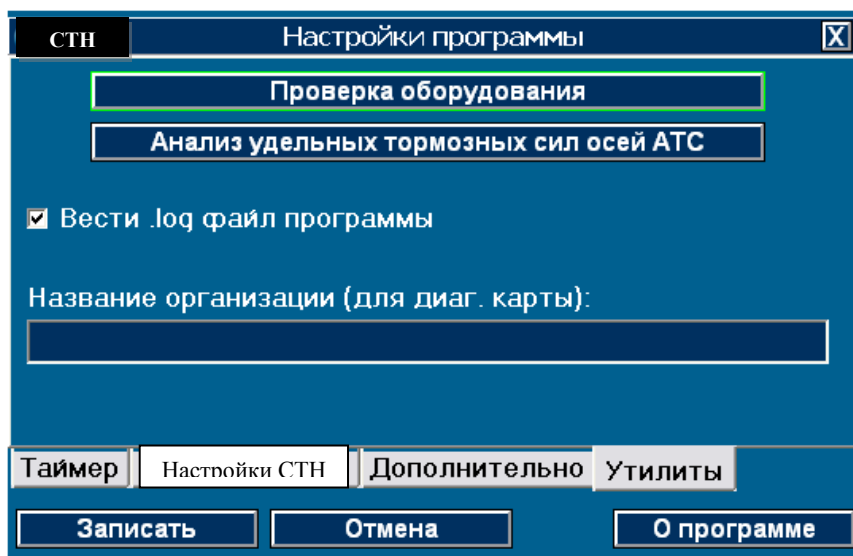 СТН Настройки программы X
Проверка оборудования
Анализ удельных тормозных сил осей АТС
Вести .log файл программы
Название организации (для диаг. карты):
Таймер Настройки СТН Дополнительно Утилиты
Записать Отмена О программе